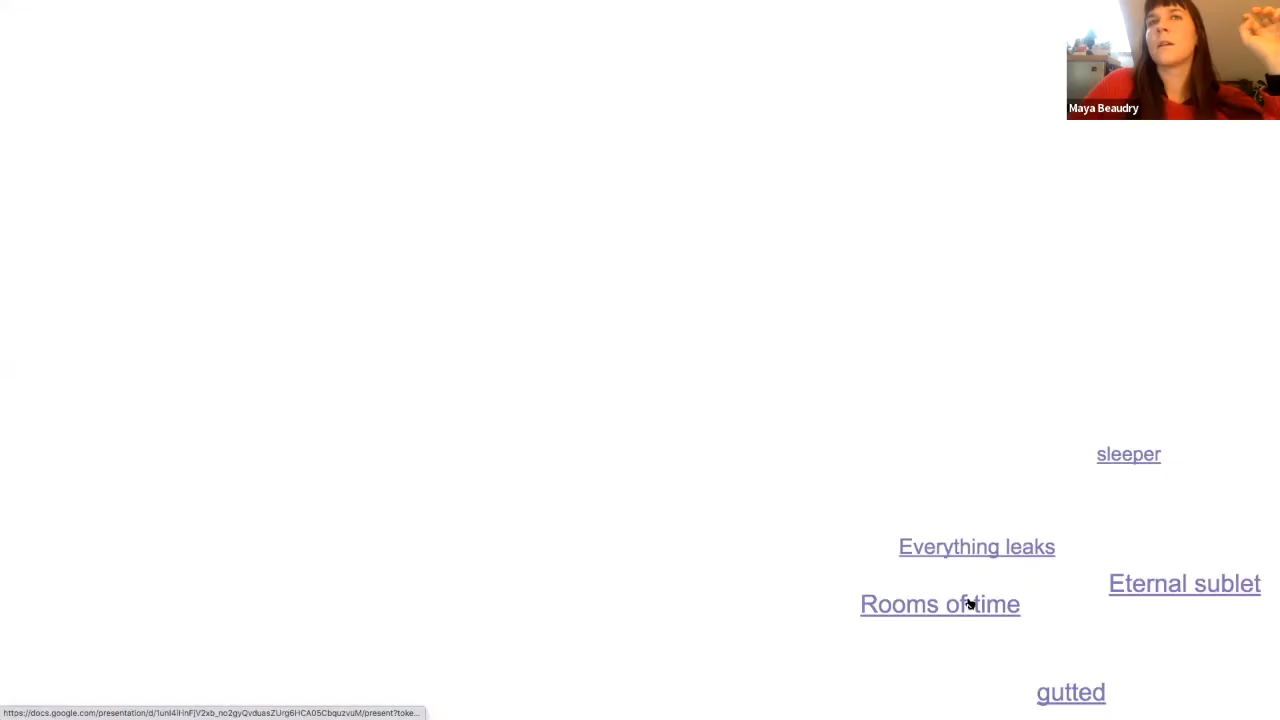 Maya Beaudry
sleeper
Everything leaks
Eternal sublet
Rooms of time
gutted